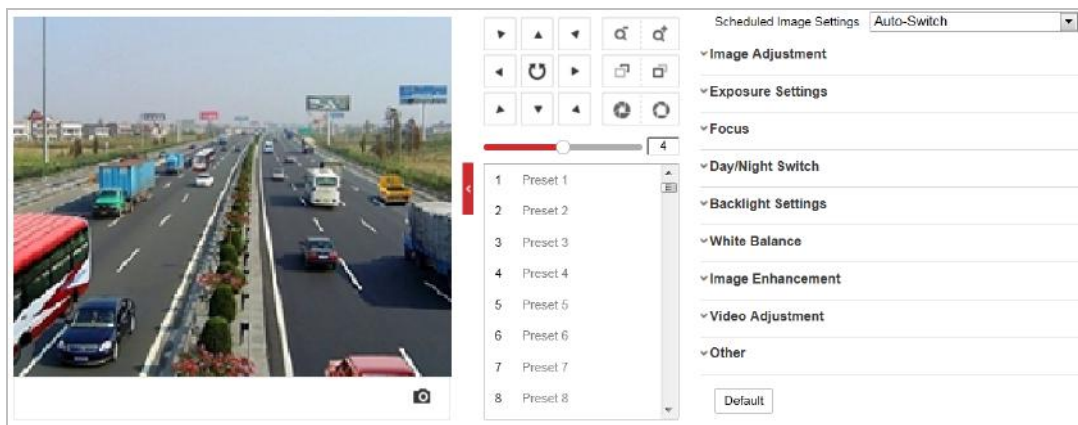 Scheduled Image Settings Auto-Switch
Image Adjustment
Exposure Settings
Focus
Day/Night Switch
Backlight Settings
White Balance
Image Enhancement
Video Adjustment
Other
Default
4
1 Preset 1
2 Preset 2
3 Preset 3
4 Preset 4
5 Preset 5
6 Preset 6
7 Preset 7
8 Preset 8